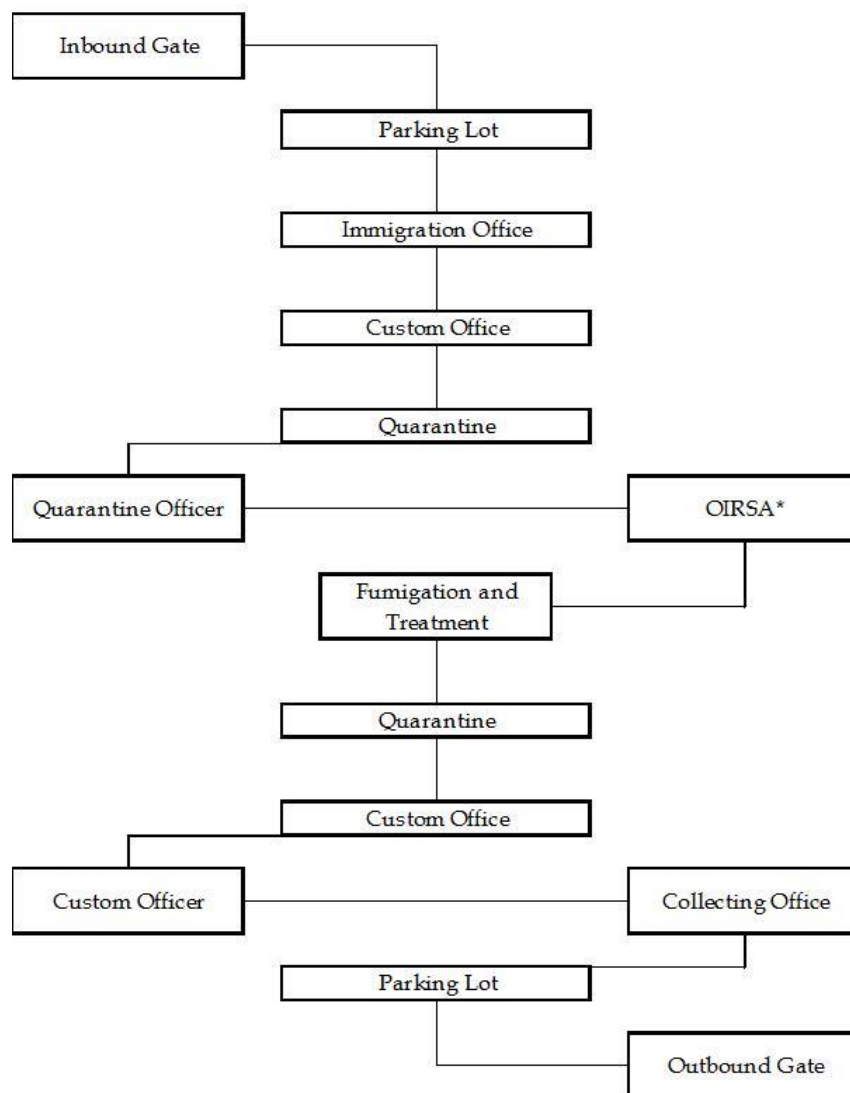 Inbound Gate
Parking Lot
Immigration Office
Custom Office
Quarantine
Quarantine Officer
OIRSA*
Fumigation and
Treatment
Quarantine
Custom Office
Custom Officer
Collecting Office
Parking Lot
Outbound Gate